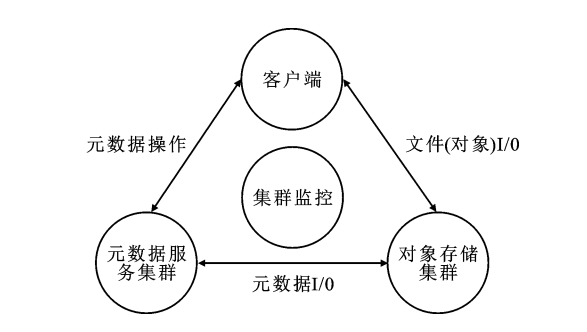 客户端
元数据操作
文件(对象)I/0
集群监控
元数据服
务集群
对象存储
集群
元数据I/0